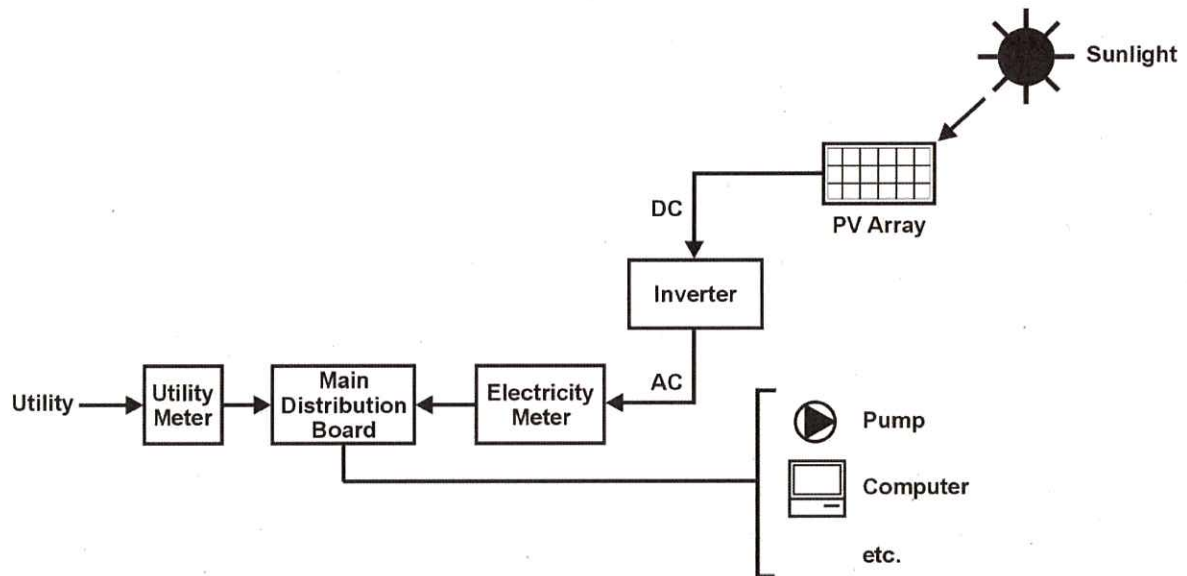 Sunlight
PV Array
DC
Inverter
AC
Utility
Utility
Meter
Main
Distribution
Board
Electricity
Meter
Pump
Computer
etc.